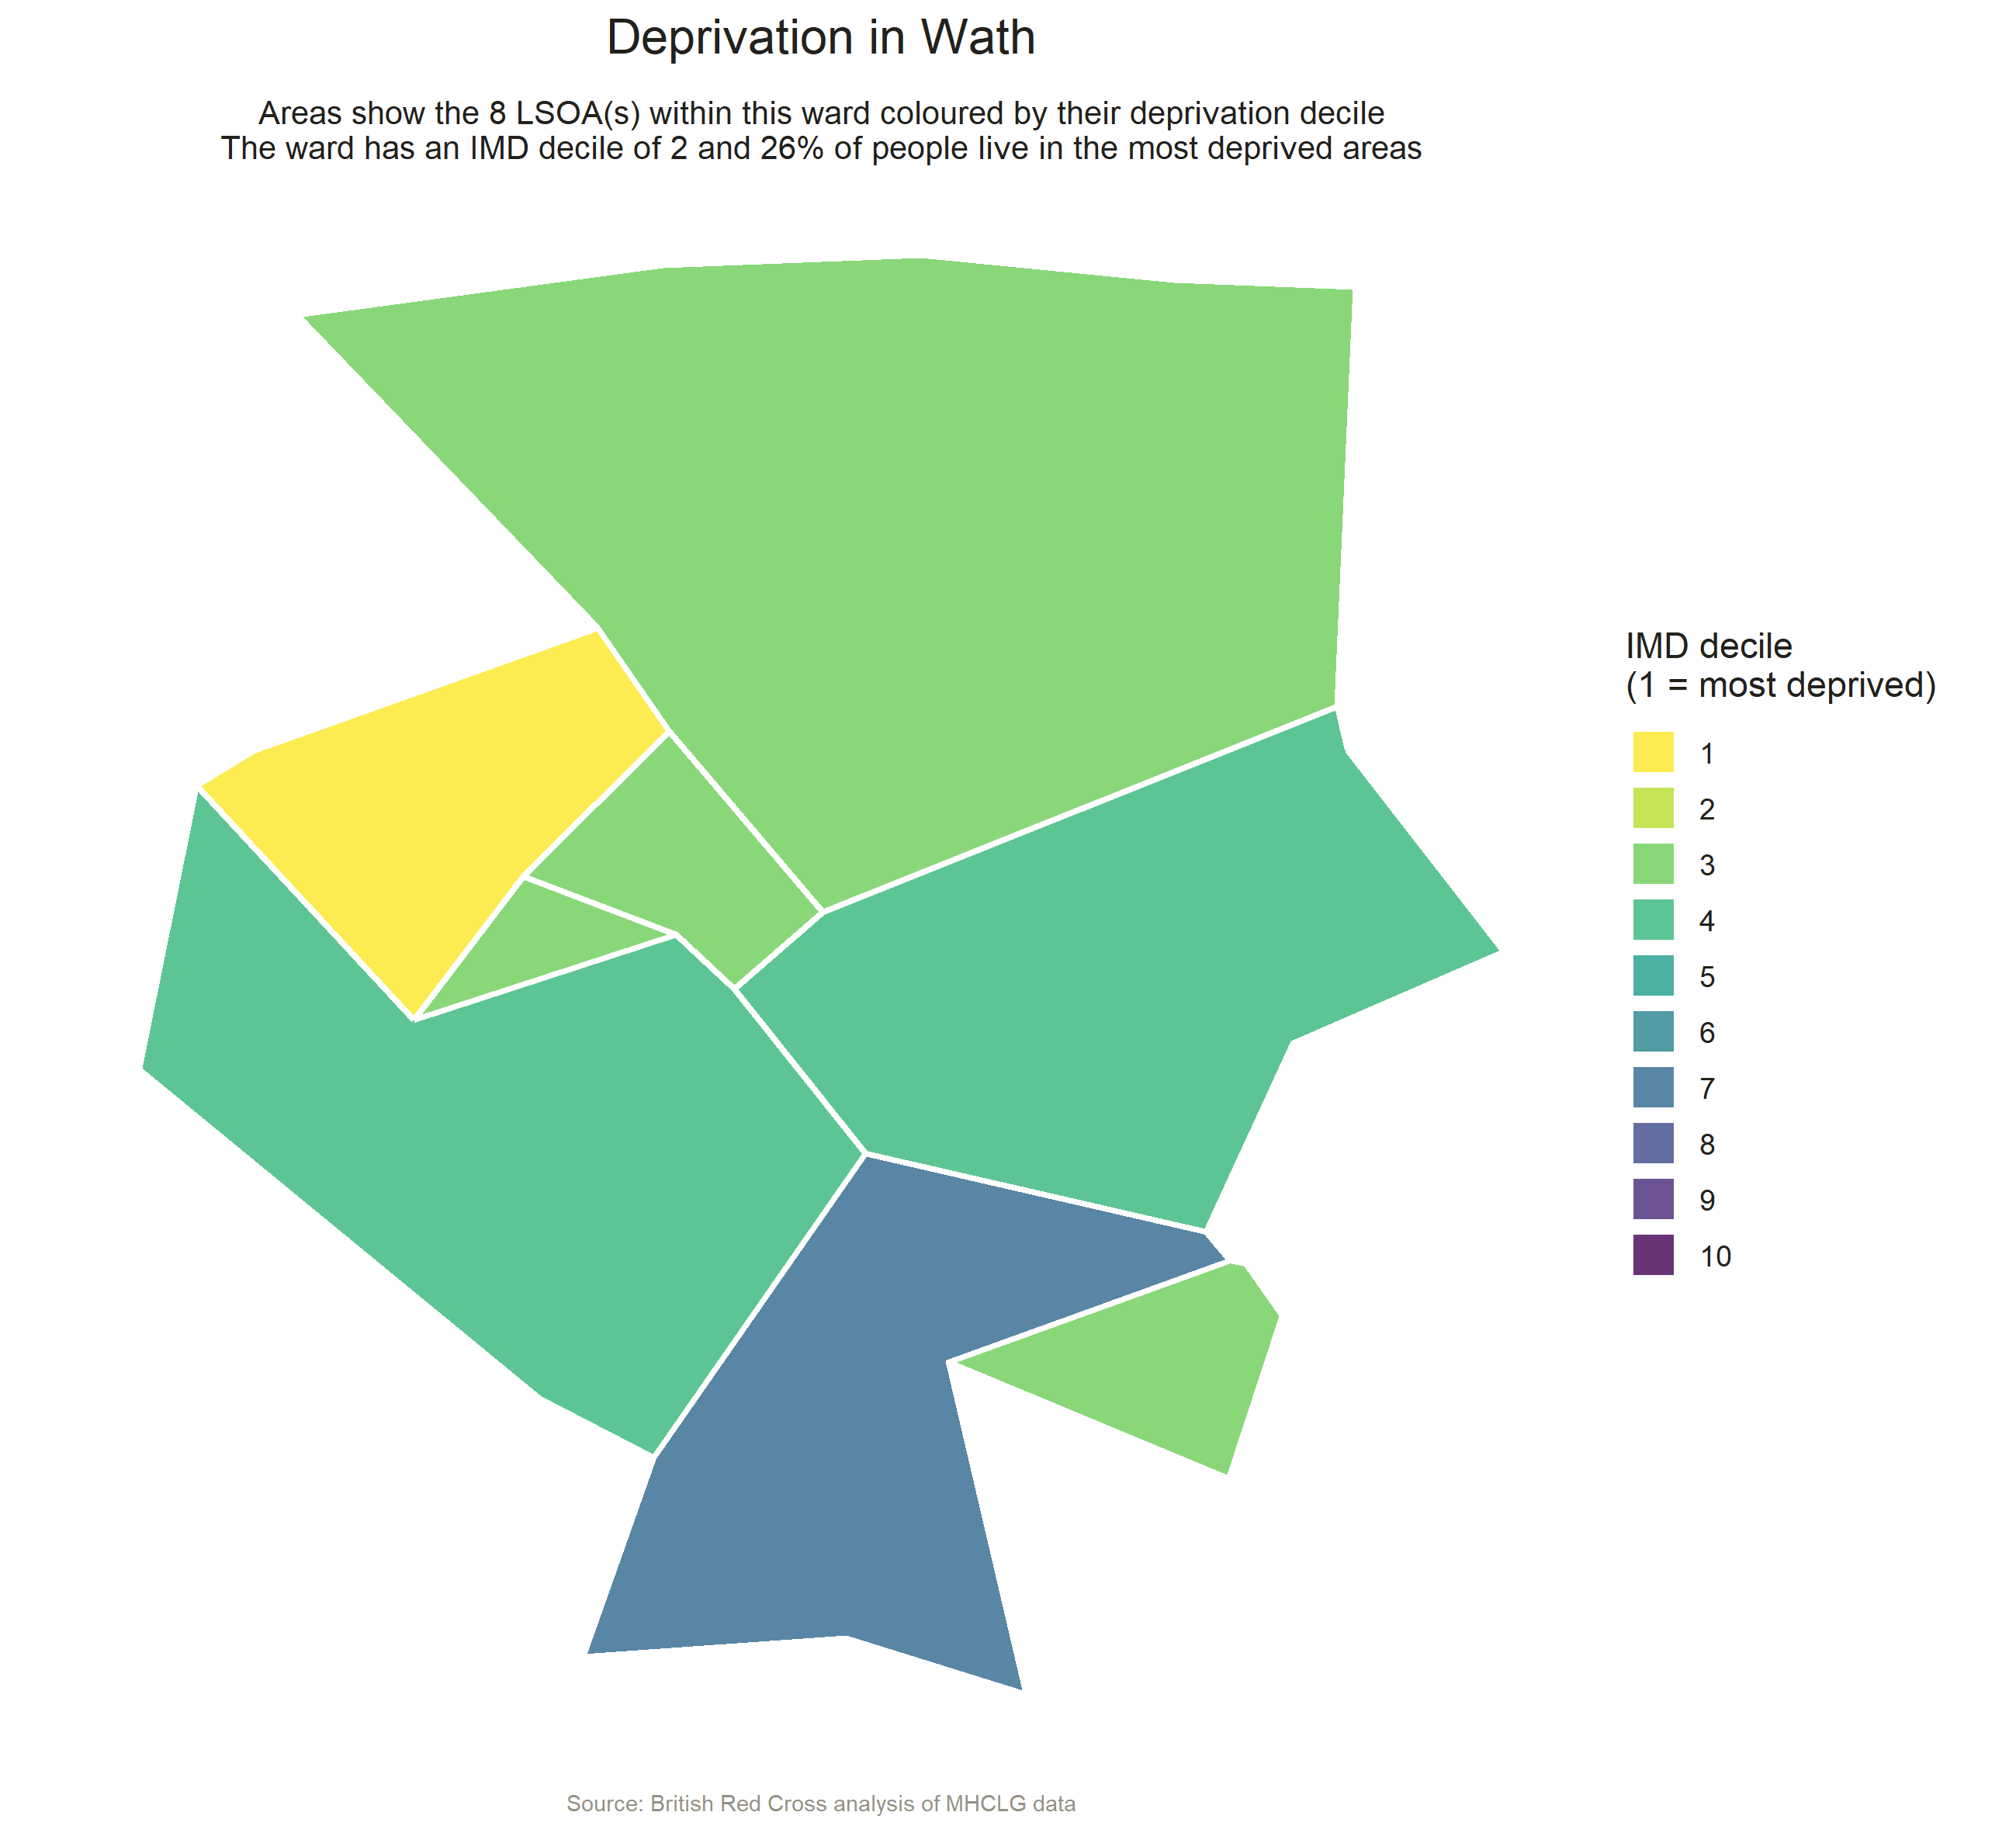 Deprivation in Wath
Areas show the 8 LSOA(s) within this ward coloured by their deprivation decile
The ward has an IMD decile of 2 and 26% of people live in the most deprived areas
IMD decile
(1 = most deprived)
1
2
3
4
5
6
7
8
9
10
Source: British Red Cross analysis of MHCLG data